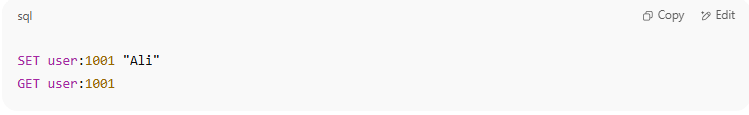 sql
Copy
Edit
SET user:1001 "Ali"
GET user:1001